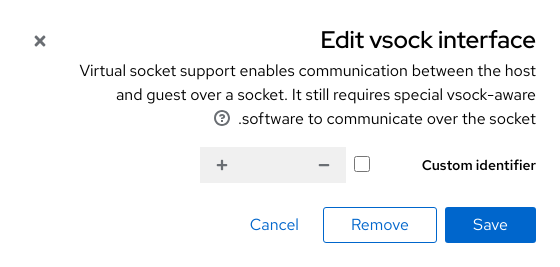 Edit vsock interface
Virtual socket support enables communication between the host
and guest over a socket. It still requires special vsock-aware
software to communicate over the socket.
Custom identifier
Save
Remove
Cancel